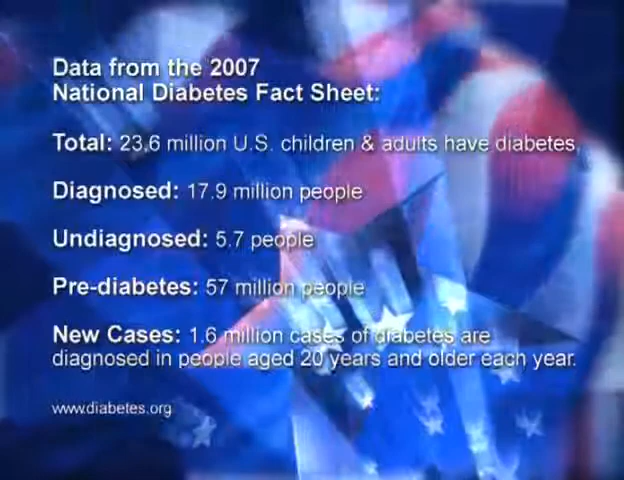 Data from the 2007
National Diabetes Fact Sheet:
Total: 23.6 million U.S. children & adults have diabetes.
Diagnosed: 17.9 million people
Undiagnosed: 5.7 people
Pre-diabetes: 57 million people
New Cases: 1.6 million cases of diabetes are
diagnosed in people aged 20 years and older each year.
www.diabetes.org